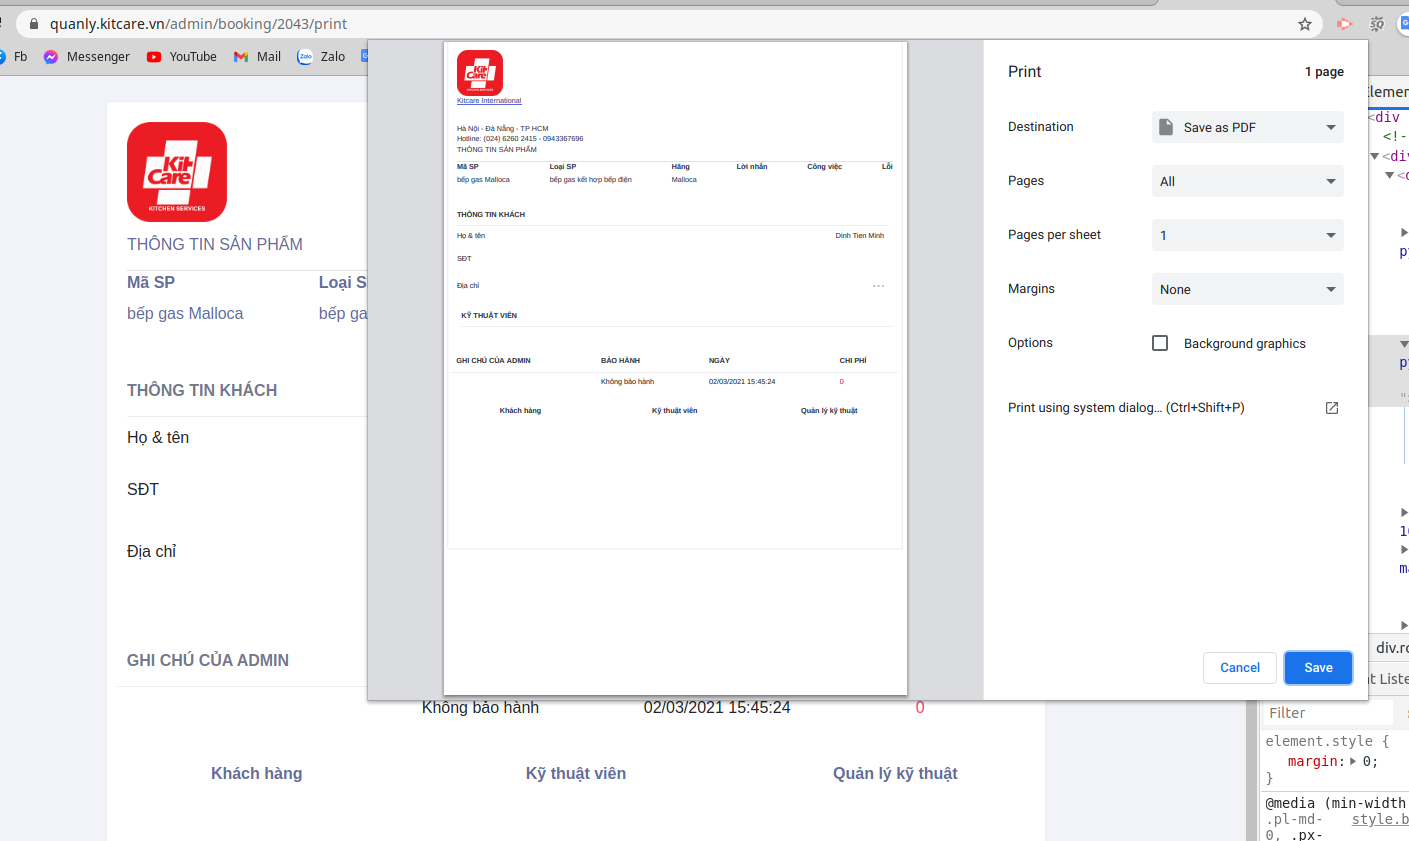 quanly.kitcare.vn/admin/booking/2043/print
Fb Messenger YouTube Mail Zalo
Kit
Care
KITCHEN SERVICES
THÔNG TIN SẢN PHẨM
Mã SP Loại S
bếp gas Malloca bếp ga
THÔNG TIN KHÁCH
Họ & tên
SĐT
Địa chỉ
GHI CHÚ CỦA ADMIN
Không bảo hành 02/03/2021 15:45:24 0
Khách hàng Kỹ thuật viên Quản lý kỹ thuật
Kit
Care
KITCHEN SERVICES
Kitcare International
Hà Nội - Đà Nẵng - TP HCM
Hotline: (024) 6260 2415 - 0943367696
THÔNG TIN SẢN PHẨM
Mã SP Loại SP Hãng Lời nhắn Công việc Lỗi
bếp gas Malloca bếp gas kết hợp bếp điện Malloca
THÔNG TIN KHÁCH
Họ & tên Dinh Tien Minh
SĐT
Địa chỉ ...
KỸ THUẬT VIÊN
GHI CHÚ CỦA ADMIN BẢO HÀNH NGÀY CHI PHÍ
Không bảo hành 02/03/2021 15:45:24 0
Khách hàng Kỹ thuật viên Quản lý kỹ thuật
Print 1 page
Destination Save as PDF
Pages All
Pages per sheet 1
Margins None
Options Background graphics
Print using system dialog... (Ctrl+Shift+P)
Cancel Save
Elemen
<div
<!-
<div
div.ro
t Liste
Filter
element.style {
margin: 0;
}
@media (min-width
.pl-md- style.b
0, .px-